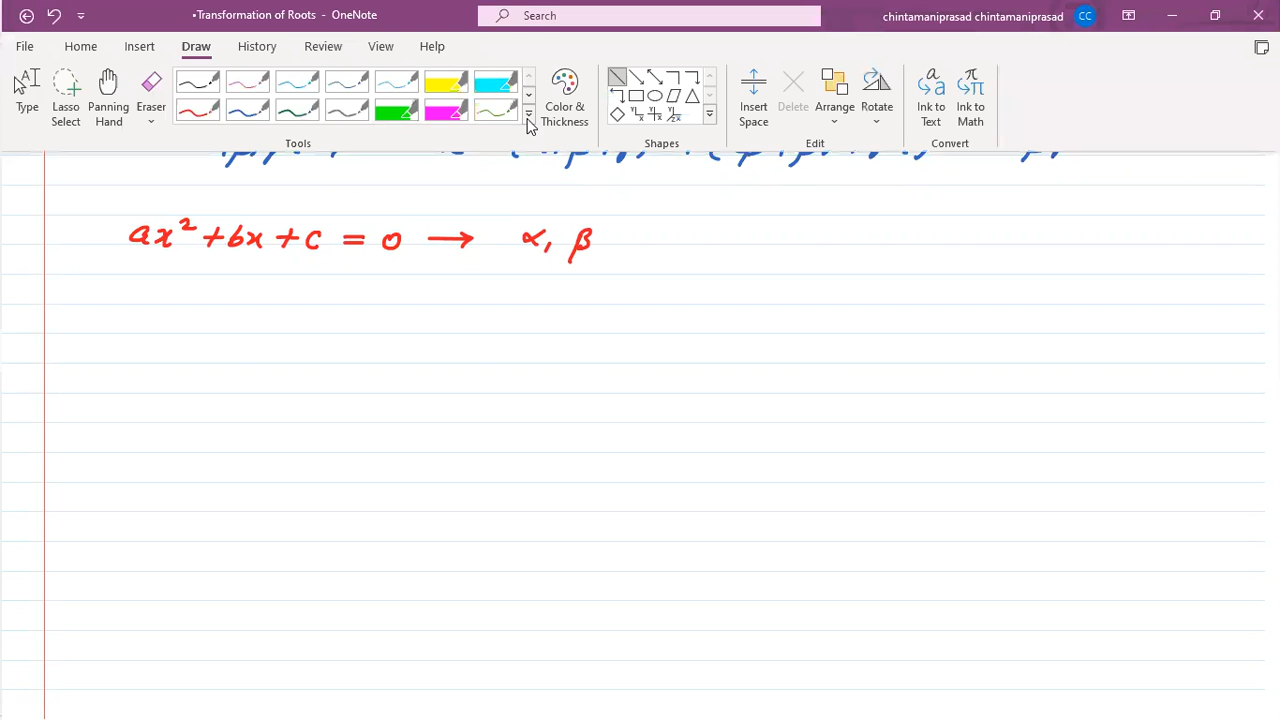 •Transformation of Roots - OneNote
Search
chintamaniprasad chintamaniprasad
CC
File Home Insert Draw History Review View Help
Type
Lasso Select
Panning Hand
Eraser
Color & Thickness
Insert Space
Delete
Arrange
Rotate
Ink to Text
Ink to Math
Tools
Shapes
Edit
Convert
ax² + bx + c = 0 → α, β